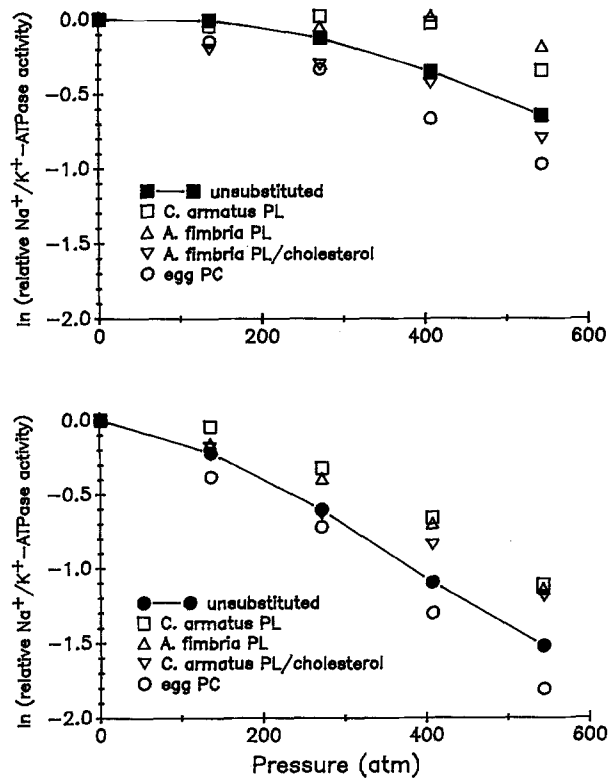 ln (relative Na⁺/K⁺−ATPase activity)
0.0
−0.5
−1.0
−1.5
−2.0
unsubstituted
C. armatus PL
A. fimbria PL
A. fimbria PL/cholesterol
egg PC
0
200
400
600
ln (relative Na⁺/K⁺−ATPase activity)
0.0
−0.5
−1.0
−1.5
−2.0
unsubstituted
C. armatus PL
A. fimbria PL
C. armatus PL/cholesterol
egg PC
0
200
400
600
Pressure (atm)